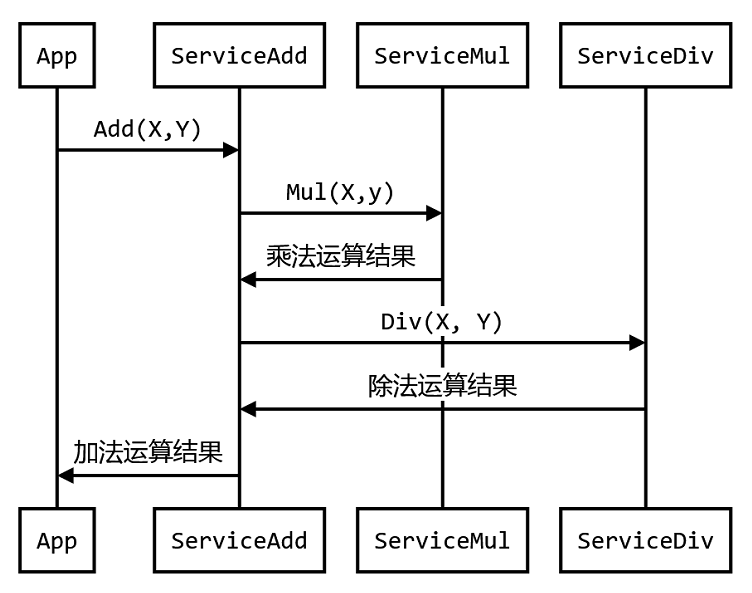 App
ServiceAdd
ServiceMul
ServiceDiv
Add(X,Y)
Mul(X,y)
乘法运算结果
Div(X, Y)
除法运算结果
加法运算结果
App
ServiceAdd
ServiceMul
ServiceDiv